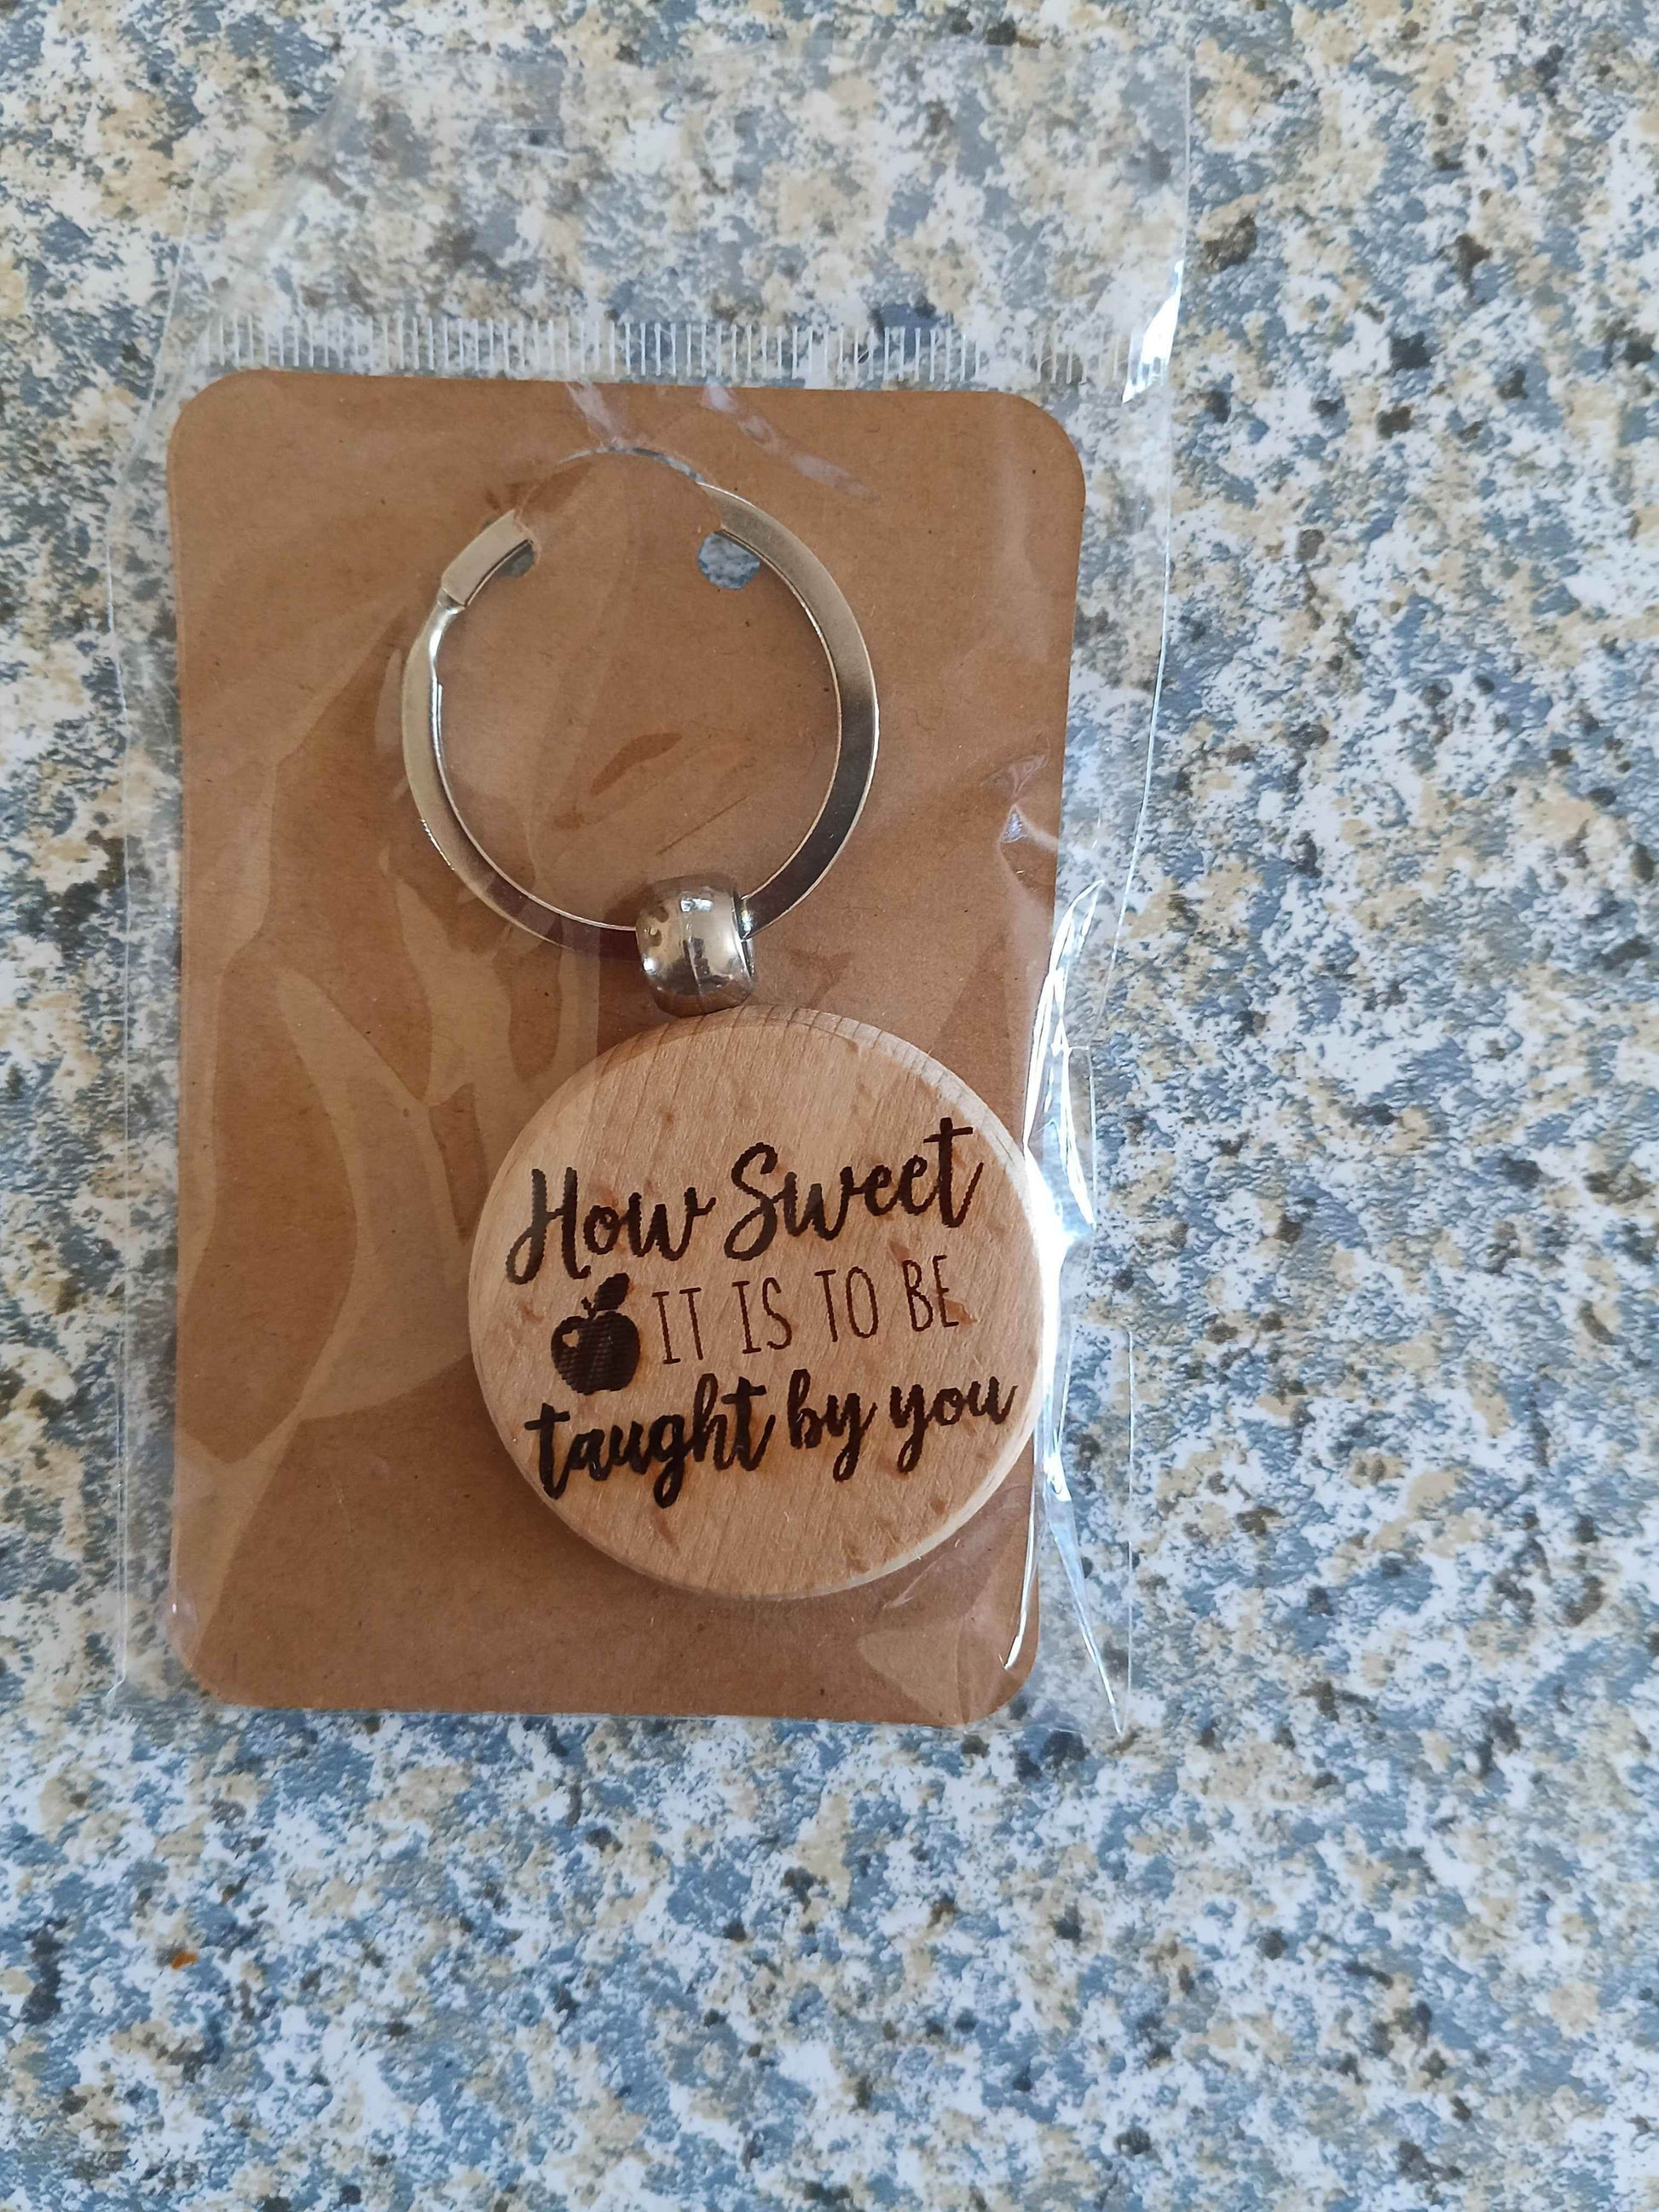 How Sweet
IT IS TO BE
taught by you